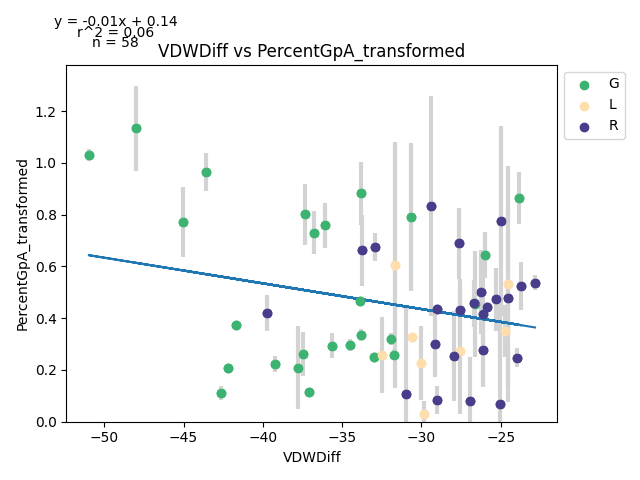 y = -0.01x + 0.14
r^2 = 0.06
n = 58
VDWDiff vs PercentGpA_transformed
G
L
R
1.2
1.0
0.8
0.6
0.4
0.2
0.0
PercentGpA_transformed
−50
−45
−40
−35
−30
−25
VDWDiff